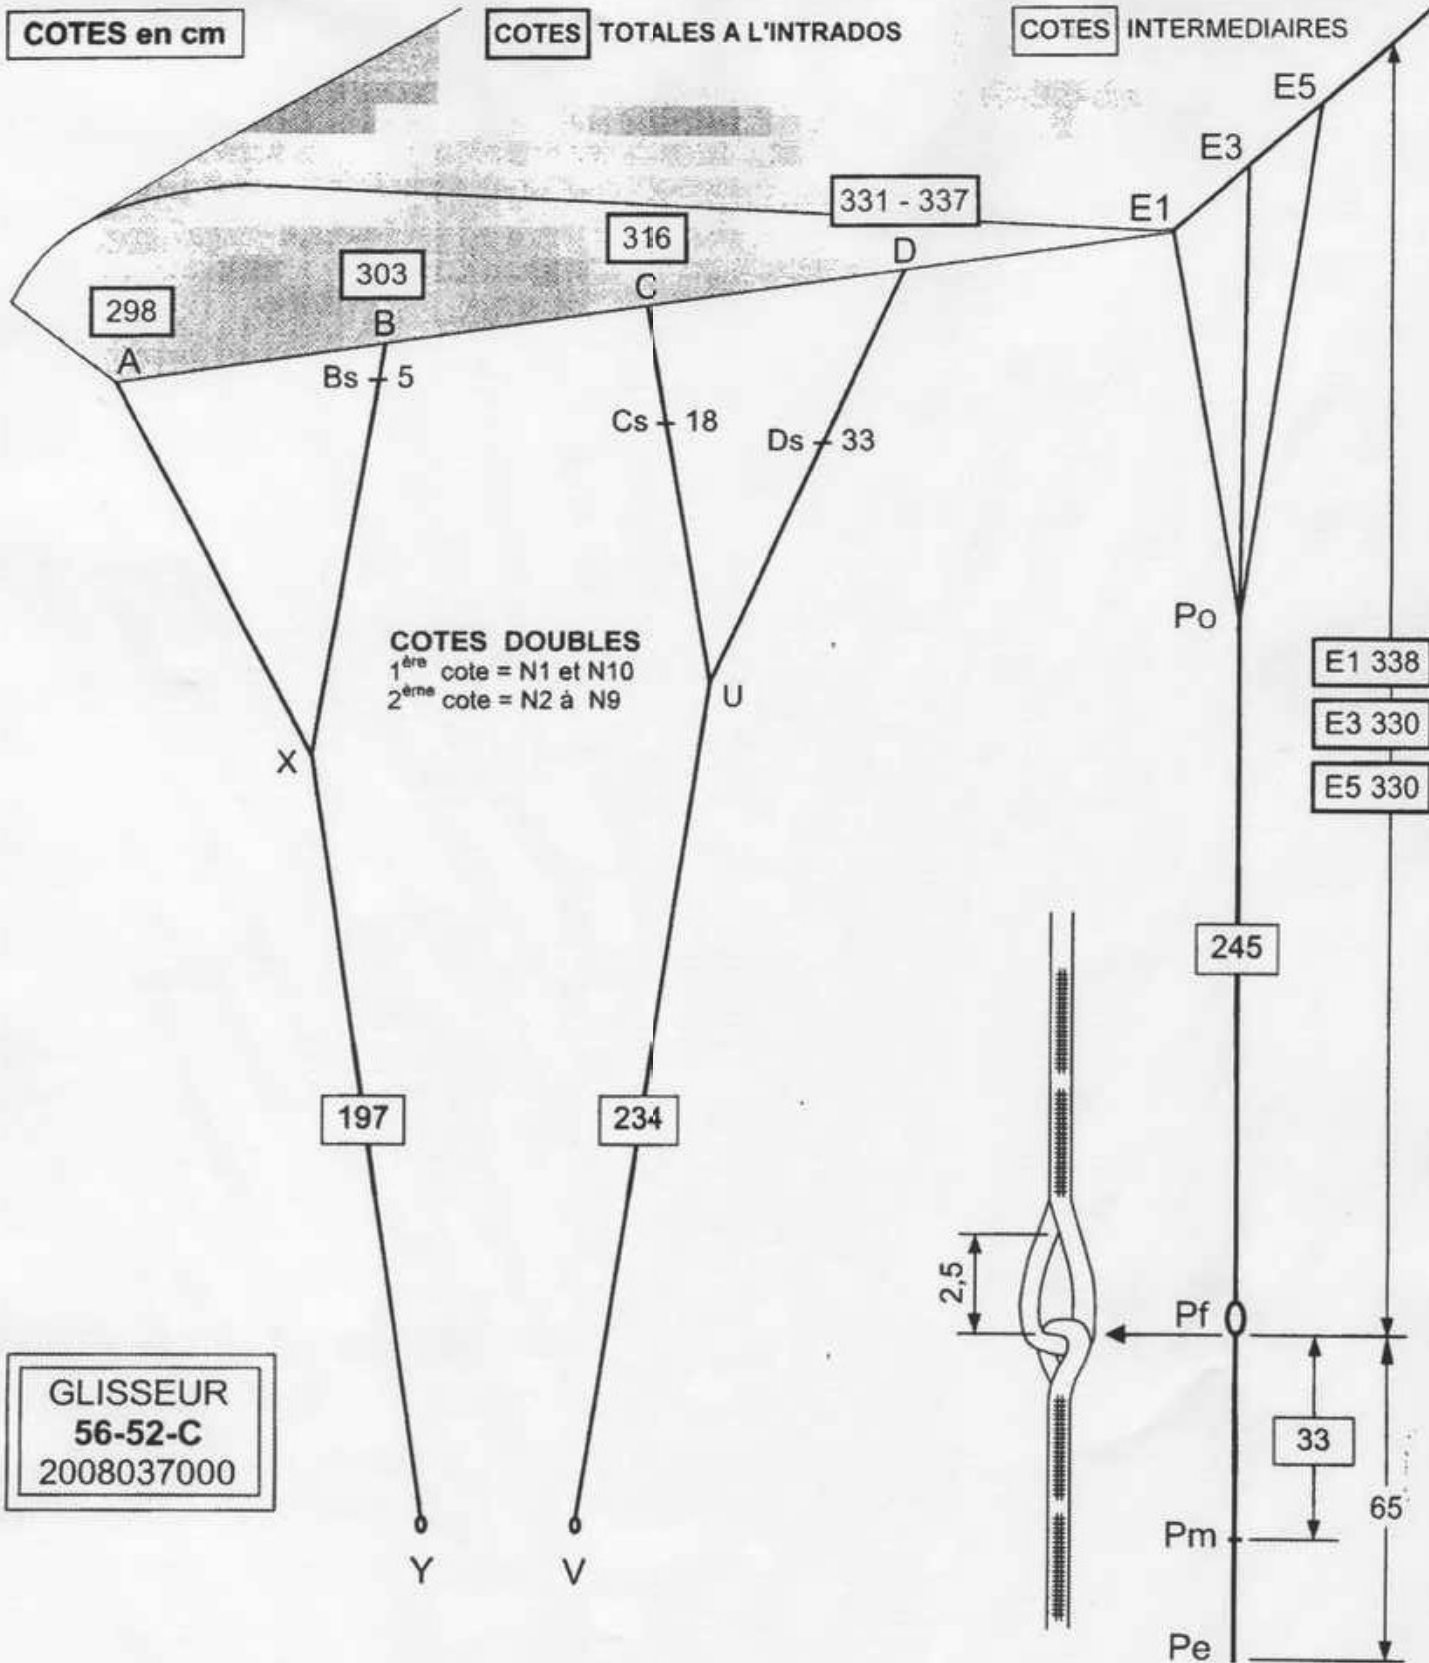 COTES en cm
COTES TOTALES A L'INTRADOS
COTES INTERMEDIAIRES
E5
E3
E1
331 - 337
D
316
C
303
B
298
A
Bs 5
Cs 18
Ds 33
Po
COTES DOUBLES
1ère cote = N1 et N10
2ème cote = N2 à N9
E1 338
E3 330
E5 330
U
X
245
197
234
2,5
Pf
GLISSEUR
56-52-C
2008037000
33
65
Pm
Y
V
Pe